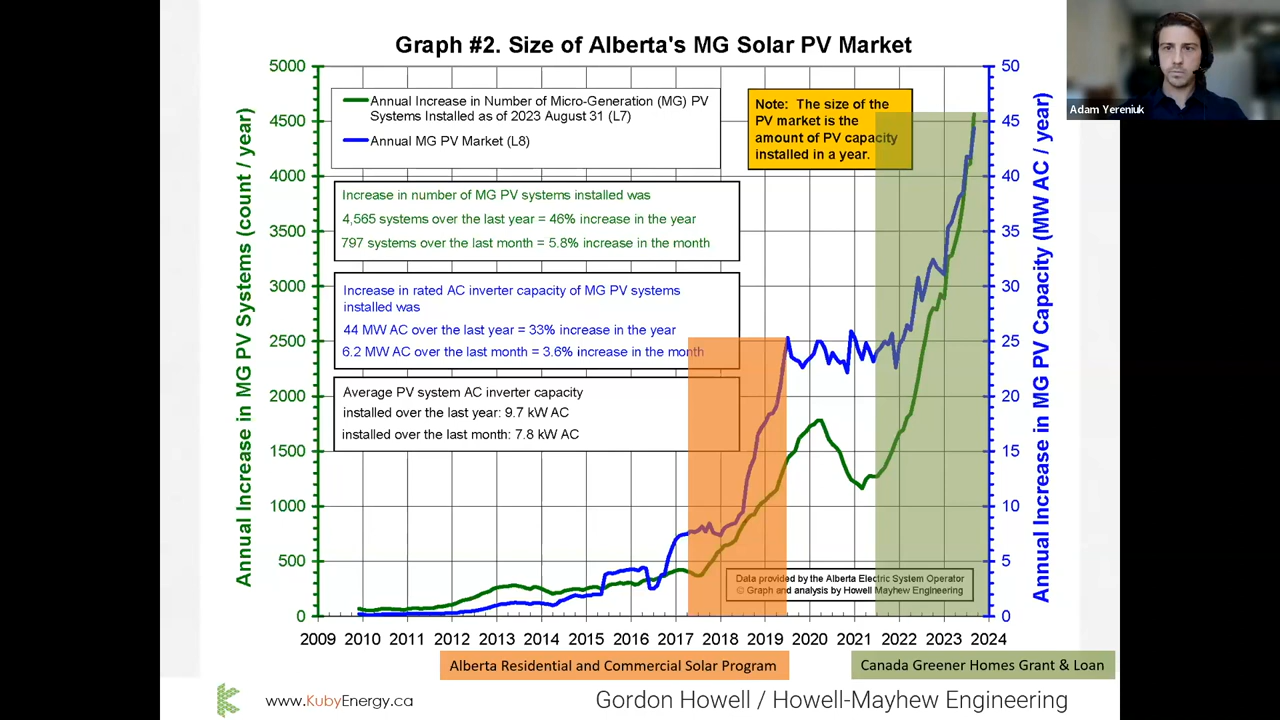 Graph #2. Size of Alberta's MG Solar PV Market
Adam Yereniuk
Annual Increase in MG PV Systems (count / year)
5000
4500
4000
3500
3000
2500
2000
1500
1000
500
0
Annual Increase in Number of Micro-Generation (MG) PV
Systems Installed as of 2023 August 31 (L7)
Annual MG PV Market (L8)
Note: The size of the
PV market is the
amount of PV capacity
installed in a year.
Increase in number of MG PV systems installed was
4,565 systems over the last year = 46% increase in the year
797 systems over the last month = 5.8% increase in the month
Increase in rated AC inverter capacity of MG PV systems
installed was
44 MW AC over the last year = 33% increase in the year
6.2 MW AC over the last month = 3.6% increase in the month
Average PV system AC inverter capacity
installed over the last year: 9.7 kW AC
installed over the last month: 7.8 kW AC
Data provided by the Alberta Electric System Operator
© Graph and analysis by Howell Mayhew Engineering
50
45
40
35
30
25
20
15
10
5
0
Annual Increase in MG PV Capacity (MW AC / year)
2009 2010 2011 2012 2013 2014 2015 2016 2017 2018 2019 2020 2021 2022 2023 2024
Alberta Residential and Commercial Solar Program
Canada Greener Homes Grant & Loan
www.KubyEnergy.ca
Gordon Howell / Howell-Mayhew Engineering